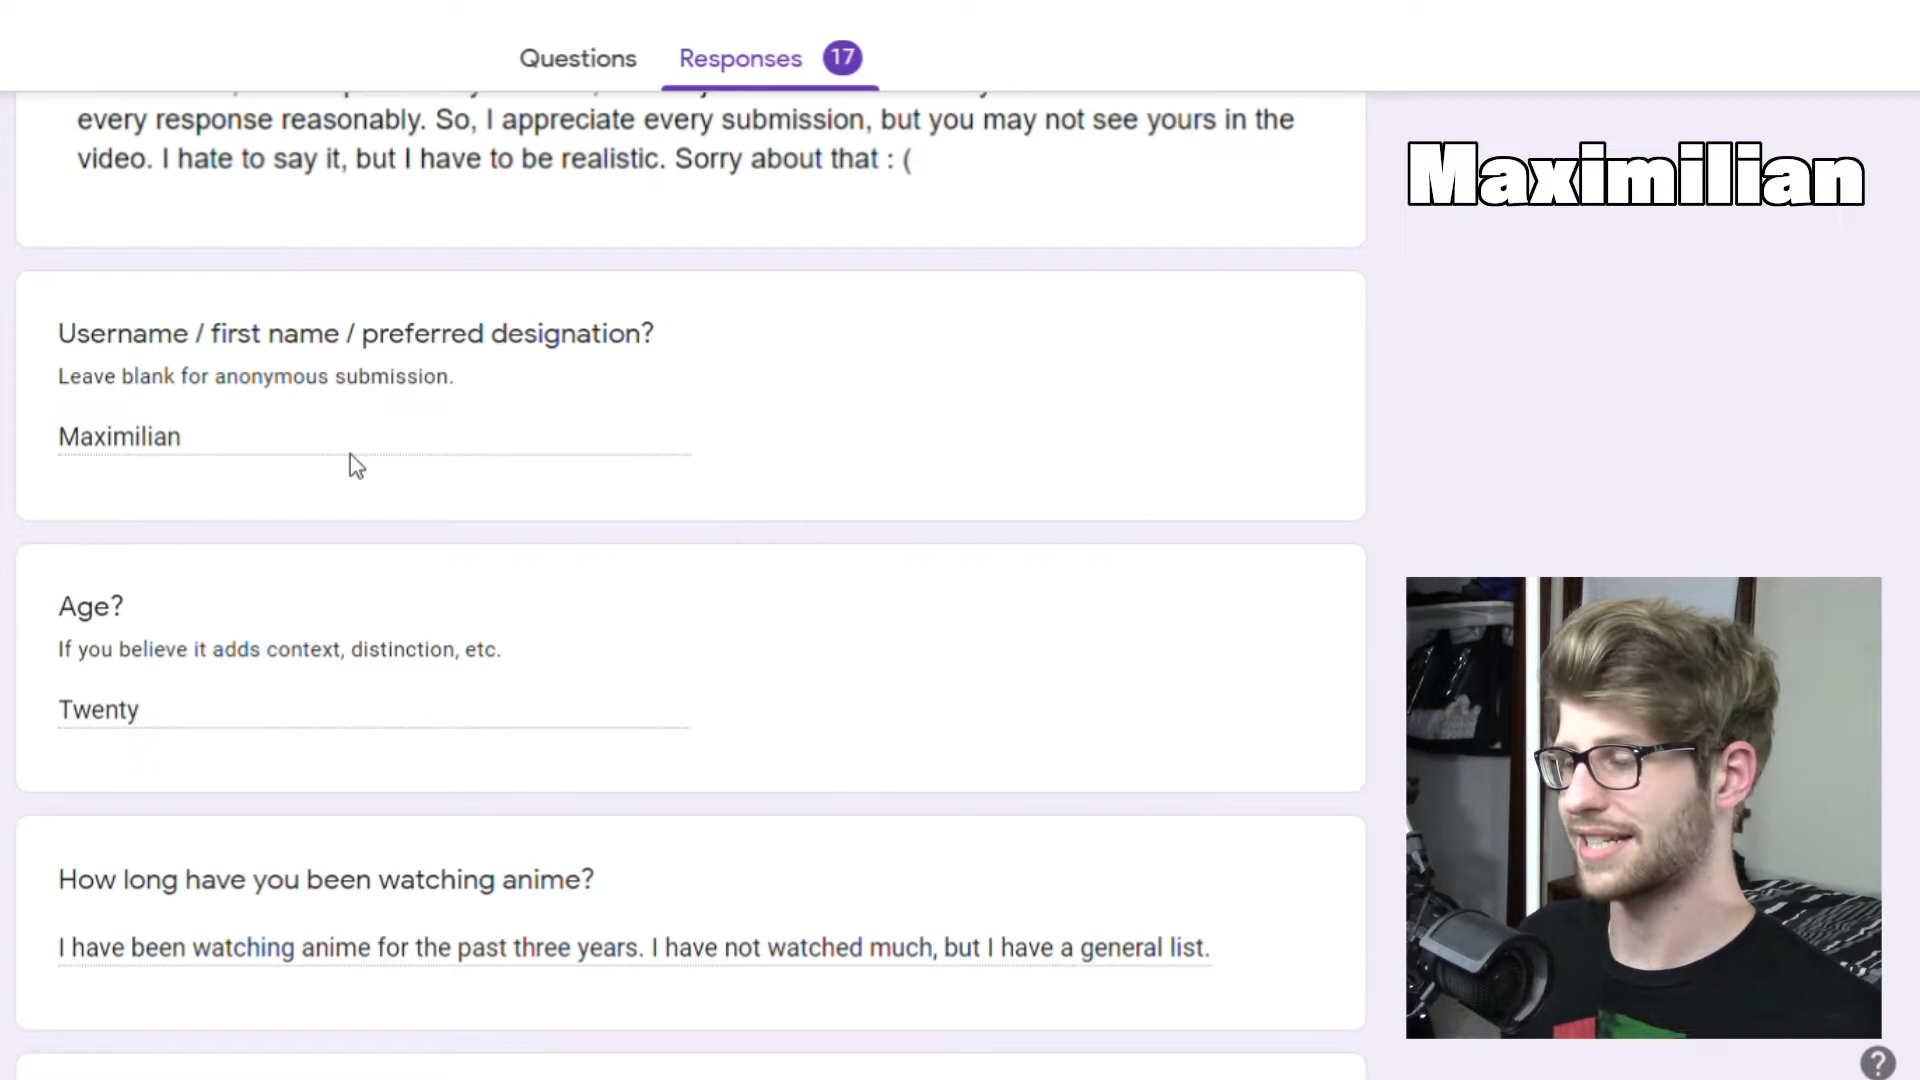 Questions
Responses 17
every response reasonably. So, I appreciate every submission, but you may not see yours in the
video. I hate to say it, but I have to be realistic. Sorry about that : (
Maximilian
Username / first name / preferred designation?
Leave blank for anonymous submission.
Maximilian
Age?
If you believe it adds context, distinction, etc.
Twenty
How long have you been watching anime?
I have been watching anime for the past three years. I have not watched much, but I have a general list.
?